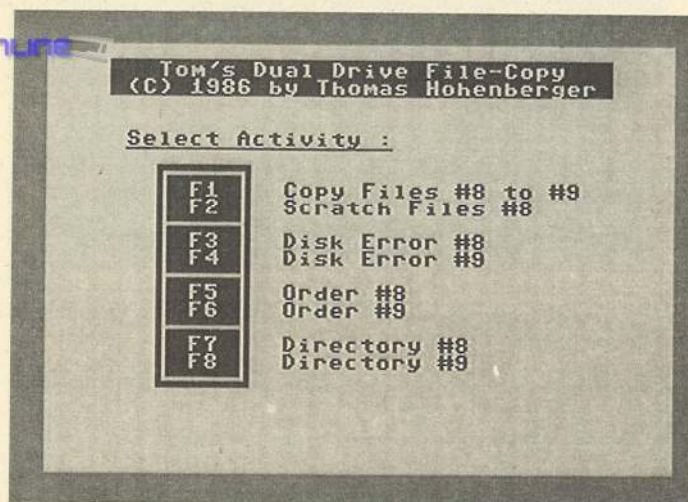 Tom's Dual Drive File-Copy
(C) 1986 by Thomas Hohenberger
Select Activity :
F1 Copy Files #8 to #9
F2 Scratch Files #8
F3 Disk Error #8
F4 Disk Error #9
F5 Order #8
F6 Order #9
F7 Directory #8
F8 Directory #9